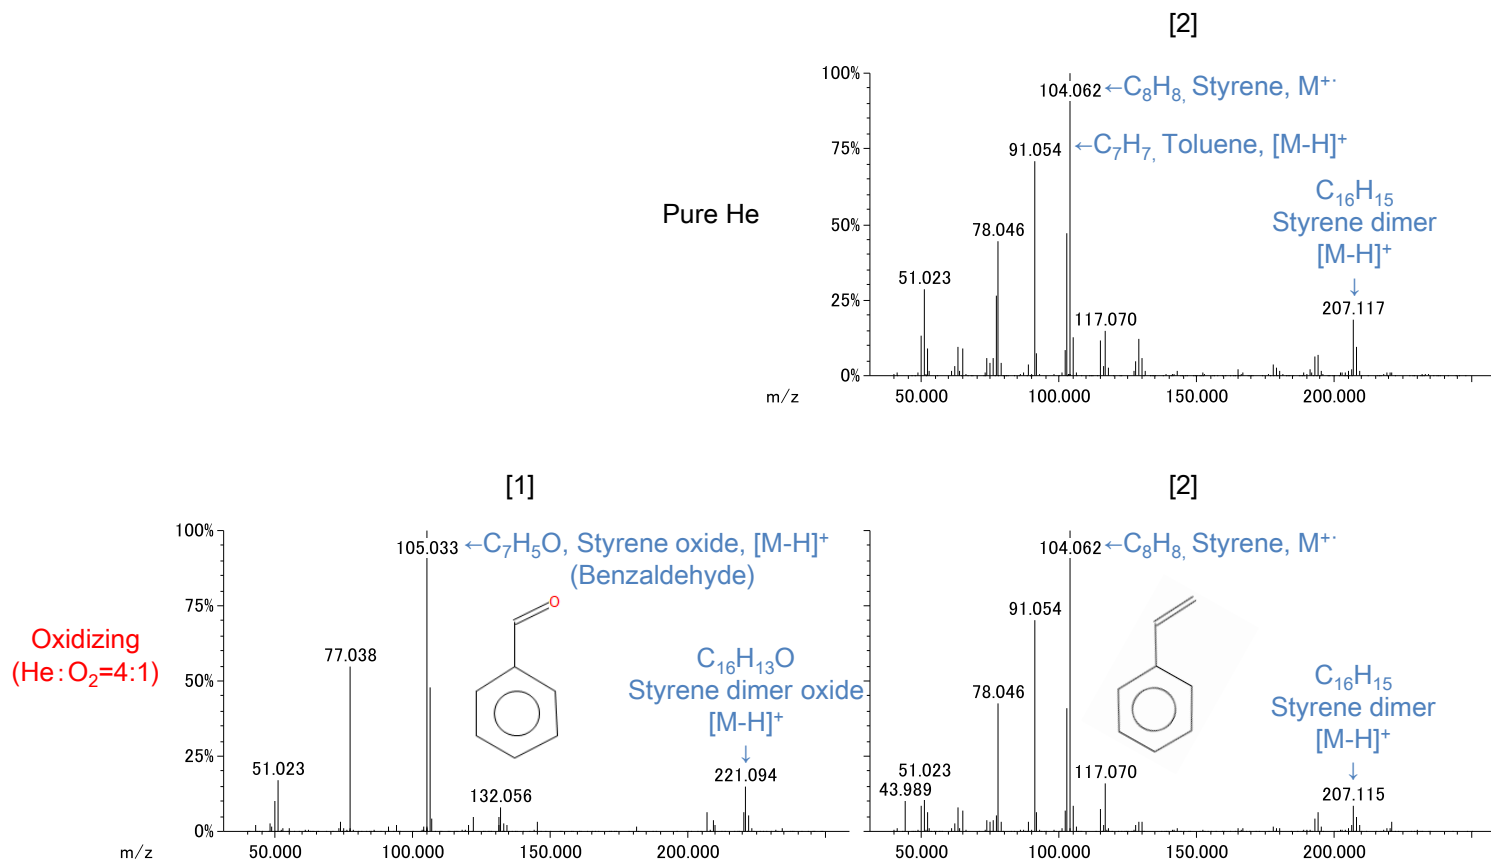 [2]
100%
104.062 ←C₈H₈, Styrene, M⁺·
75%
91.054
←C₇H₇, Toluene, [M-H]⁺
Pure He
C₁₆H₁₅
Styrene dimer
[M-H]⁺
↓
50%
78.046
51.023
25%
207.117
117.070
0%
m/z
50.000 100.000 150.000 200.000
[1]
100%
105.033 ←C₇H₅O, Styrene oxide, [M-H]⁺
(Benzaldehyde)
75%
O
Oxidizing
(He:O₂=4:1)
77.038
C₁₆H₁₃O
Styrene dimer oxide
[M-H]⁺
↓
50%
25%
51.023
221.094
132.056
0%
m/z
50.000 100.000 150.000 200.000
[2]
104.062 ←C₈H₈, Styrene, M⁺·
91.054
78.046
C₁₆H₁₅
Styrene dimer
[M-H]⁺
↓
51.023
43.989
117.070
207.115
50.000 100.000 150.000 200.000